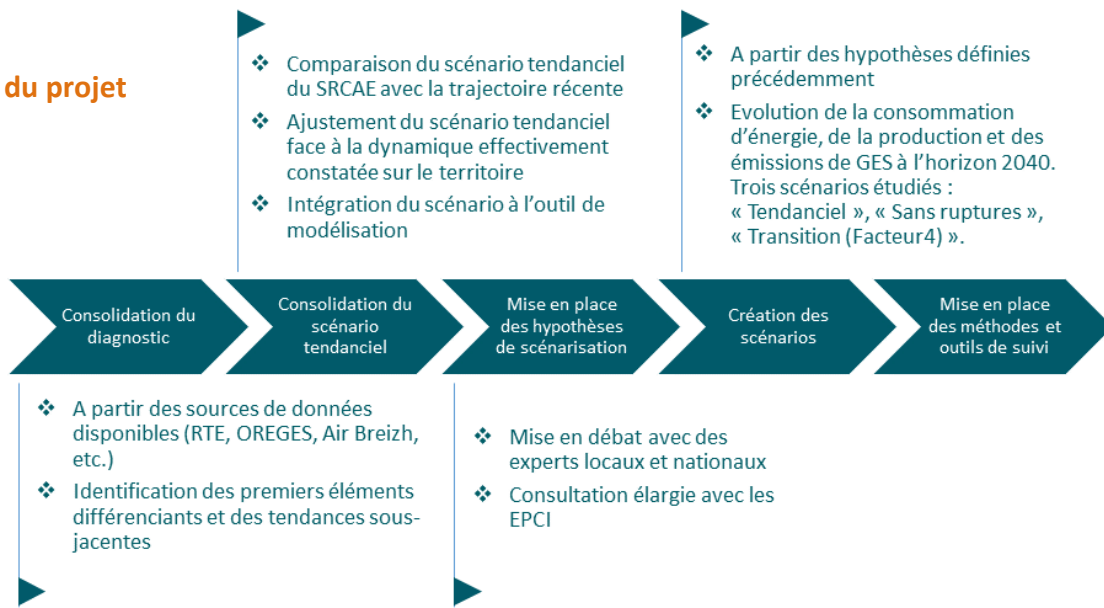 du projet
❖ Comparaison du scénario tendanciel
du SRCAE avec la trajectoire récente
❖ Ajustement du scénario tendanciel
face à la dynamique effectivement
constatée sur le territoire
❖ Intégration du scénario à l'outil de
modélisation
❖ A partir des hypothèses définies
précédemment
❖ Evolution de la consommation
d'énergie, de la production et des
émissions de GES à l'horizon 2040.
Trois scénarios étudiés :
« Tendanciel », « Sans ruptures »,
« Transition (Facteur4) ».
Consolidation du
diagnostic
Consolidation du
scénario
tendanciel
Mise en place
des hypothèses
de scénarisation
Création des
scénarios
Mise en place
des méthodes et
outils de suivi
❖ A partir des sources de données
disponibles (RTE, OREGES, Air Breizh,
etc.)
❖ Identification des premiers éléments
différenciants et des tendances sous-
jacentes
❖ Mise en débat avec des
experts locaux et nationaux
❖ Consultation élargie avec les
EPCI